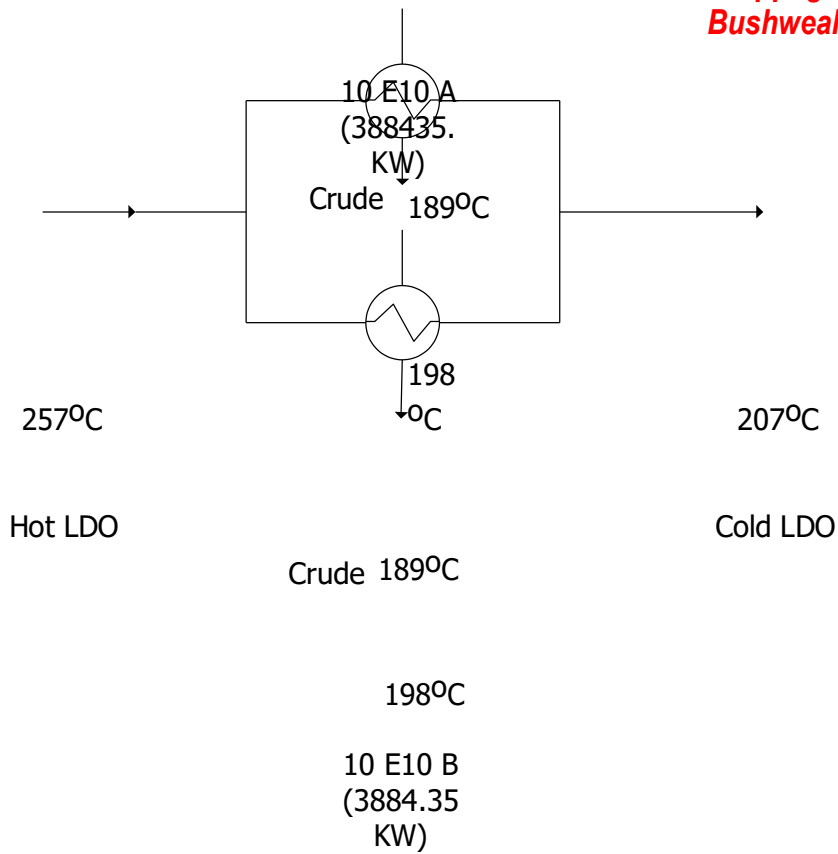 Bushweal
10 E10 A
(388435.
KW)
Crude 189ºC
198
ºC
257ºC 207ºC
Hot LDO Cold LDO
Crude 189ºC
198ºC
10 E10 B
(3884.35
KW)